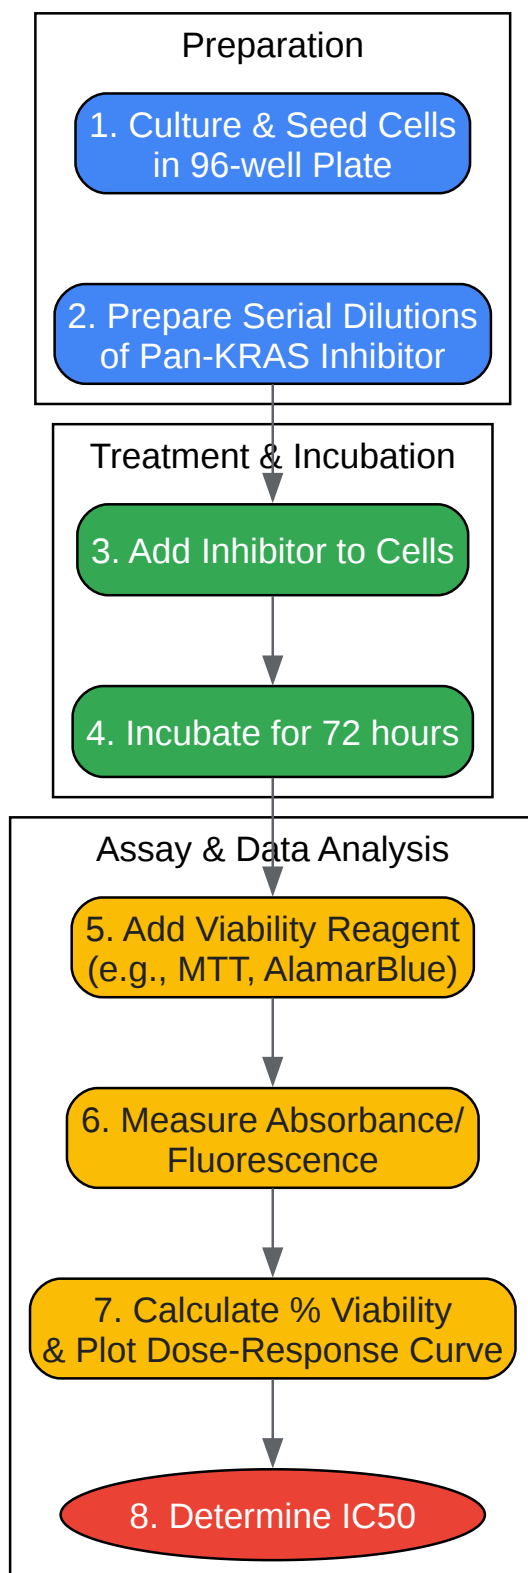 Preparation
1. Culture & Seed Cells
in 96-well Plate
2. Prepare Serial Dilutions
of Pan-KRAS Inhibitor
Treatment & Incubation
3. Add Inhibitor to Cells
4. Incubate for 72 hours
Assay & Data Analysis
5. Add Viability Reagent
(e.g., MTT, AlamarBlue)
6. Measure Absorbance/
Fluorescence
7. Calculate % Viability
& Plot Dose-Response Curve
8. Determine IC50